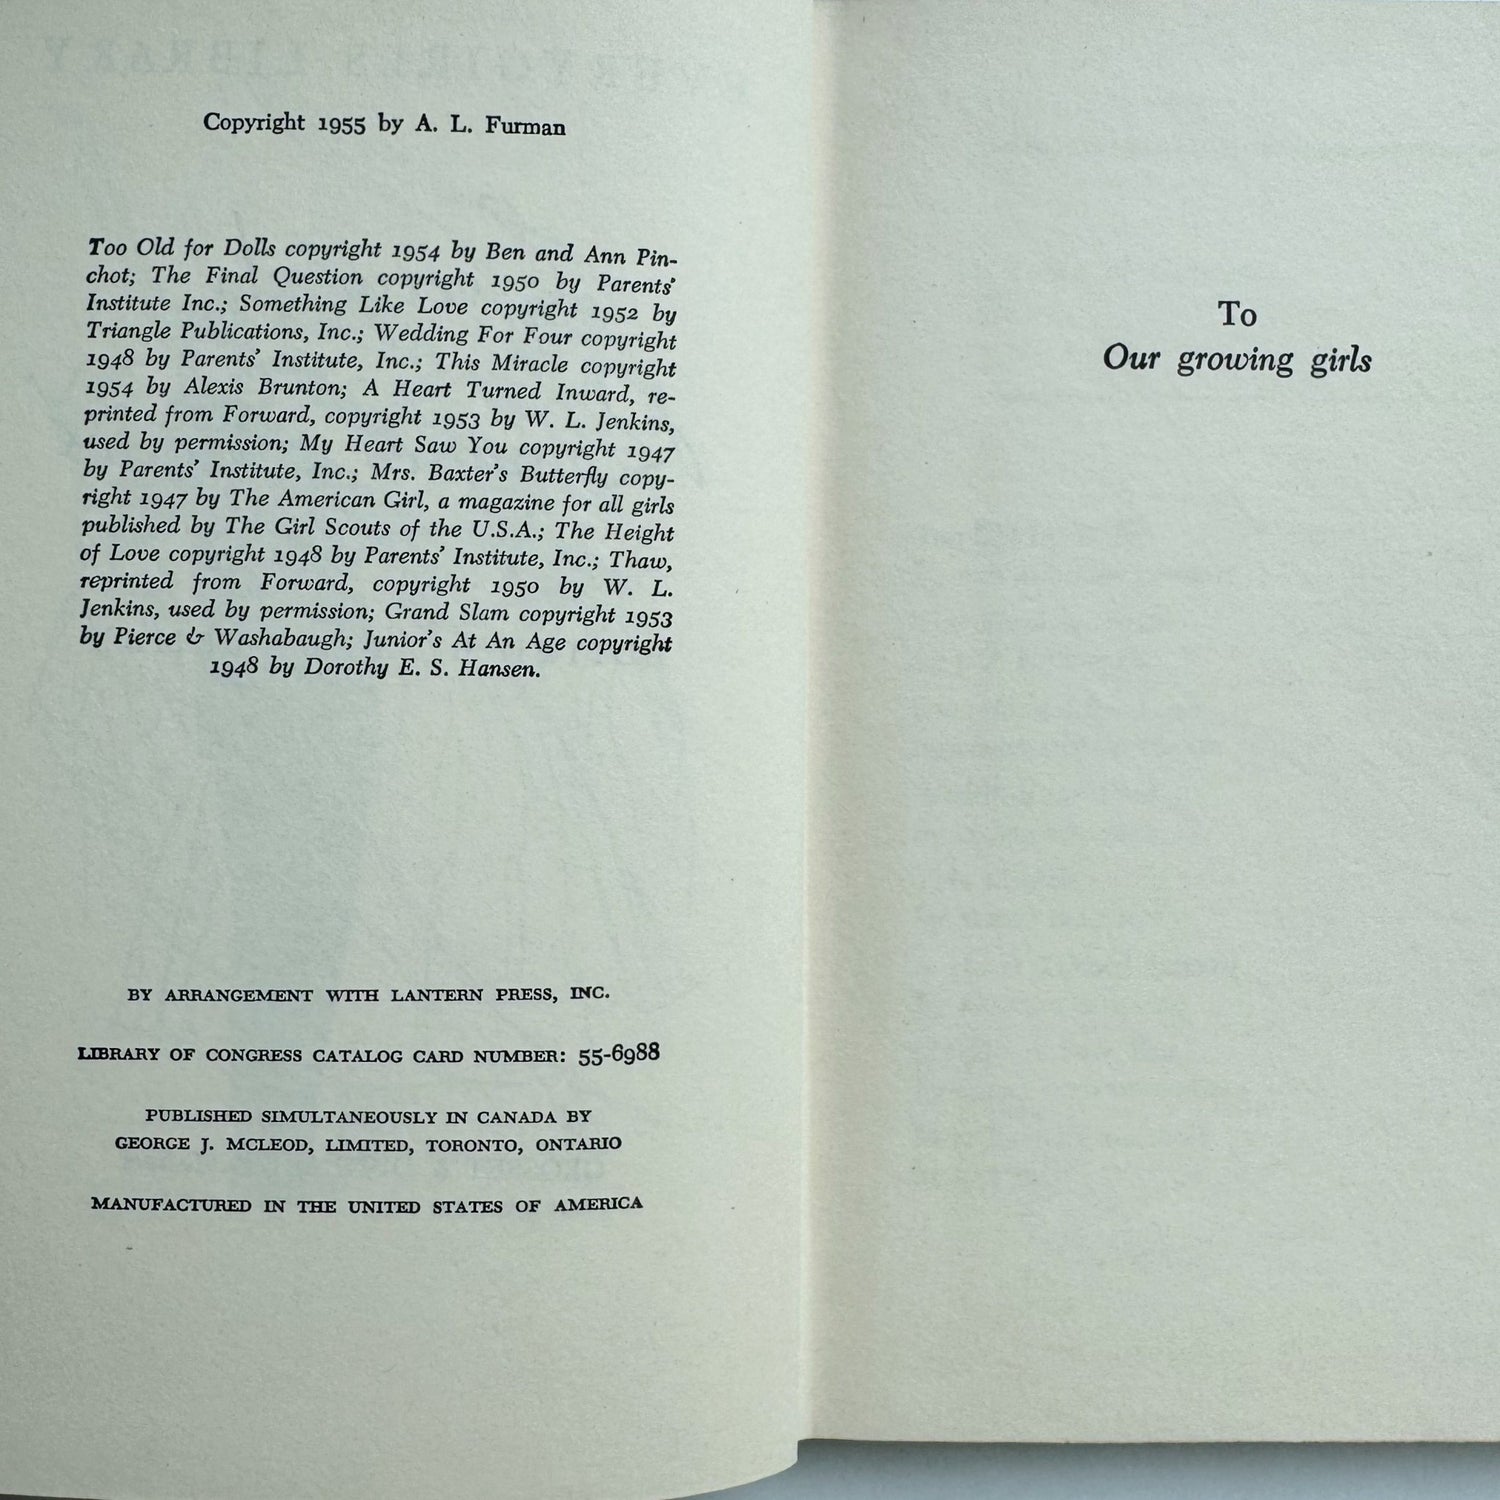 Copyright 1955 by A. L. Furman
Too Old for Dolls copyright 1954 by Ben and Ann Pin-
chot; The Final Question copyright 1950 by Parents'
Institute Inc.; Something Like Love copyright 1952 by
Triangle Publications, Inc.; Wedding For Four copyright
1948 by Parents' Institute, Inc.; This Miracle copyright
1954 by Alexis Brunton; A Heart Turned Inward, re-
printed from Forward, copyright 1953 by W. L. Jenkins,
used by permission; My Heart Saw You copyright 1947
by Parents' Institute, Inc.; Mrs. Baxter's Butterfly copy-
right 1947 by The American Girl, a magazine for all girls
published by The Girl Scouts of the U.S.A.; The Height
of Love copyright 1948 by Parents' Institute, Inc.; Thaw,
reprinted from Forward, copyright 1950 by W. L.
Jenkins, used by permission; Grand Slam copyright 1953
by Pierce & Washabaugh; Junior's At An Age copyright
1948 by Dorothy E. S. Hansen.
BY ARRANGEMENT WITH LANTERN PRESS, INC.
LIBRARY OF CONGRESS CATALOG CARD NUMBER: 55-6988
PUBLISHED SIMULTANEOUSLY IN CANADA BY
GEORGE J. MCLEOD, LIMITED, TORONTO, ONTARIO
MANUFACTURED IN THE UNITED STATES OF AMERICA
To
Our growing girls